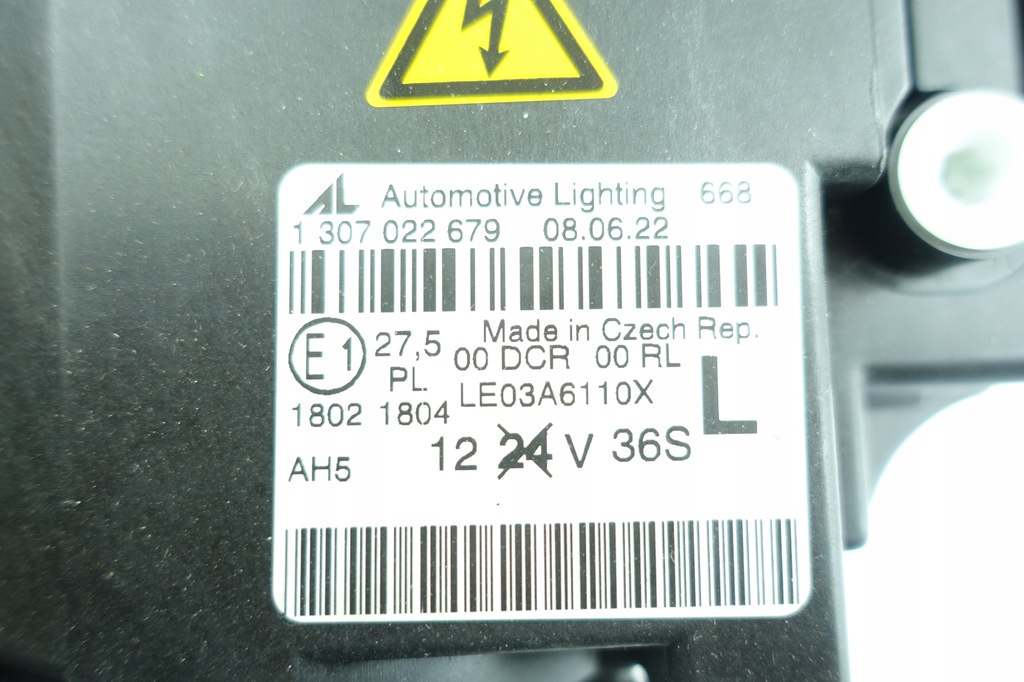 AL Automotive Lighting 668
1 307 022 679 08.06.22
Made in Czech Rep.
E1 27,5 00 DCR 00 RL
PL. LE03A6110X L
1802 1804
12 24 V 36S
AH5